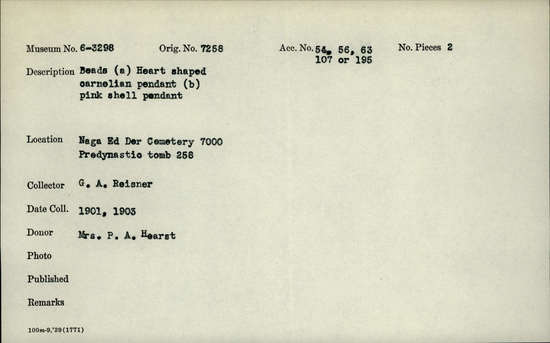 Museum No. 6-3298 Orig. No. 7258 Acc. No. 54, 56, 63 No. Pieces 2
107 or 195
Description Beads (a) Heart shaped
carnelian pendant (b)
pink shell pendant
Location Naga Ed Der Cemetery 7000
Predynastic tomb 258
Collector G. A. Reisner
Date Coll. 1901, 1903
Donor Mrs. P. A. Hearst
Photo
Published
Remarks
100m-9,'29(1771)